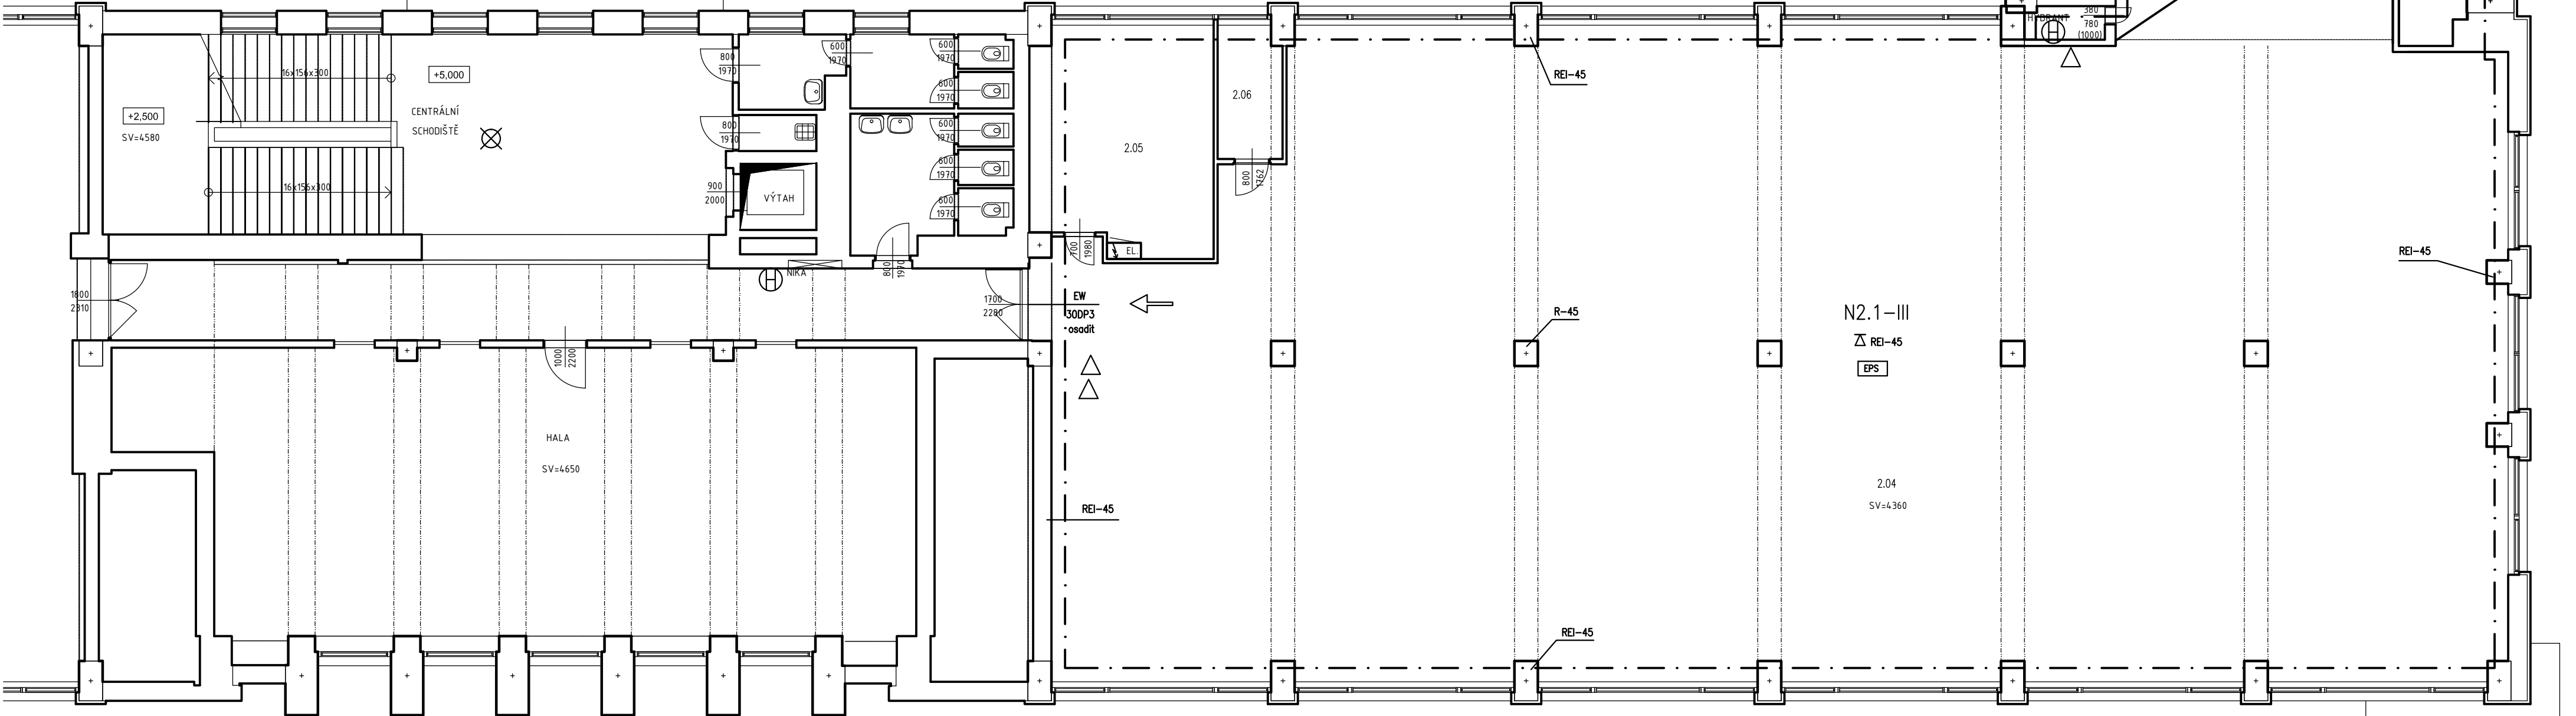 16x156x300
+5,000
+2,500
SV=4580
CENTRÁLNÍ
SCHODIŠTĚ
16x156x300
800
1970
600
1970
600
1970
600
1970
800
1970
600
1970
600
1970
600
1970
900
2000
VÝTAH
NIKA
800
1970
1800
2310
1700
2280
1000
2200
HALA
SV=4650
2.05
2.06
800
1762
700
1980
EL.
EW
30DP3
osadit
REI-45
REI-45
R-45
REI-45
HYDRANT
380
780
(1000)
REI-45
N2.1-III
REI-45
EPS
2.04
SV=4360